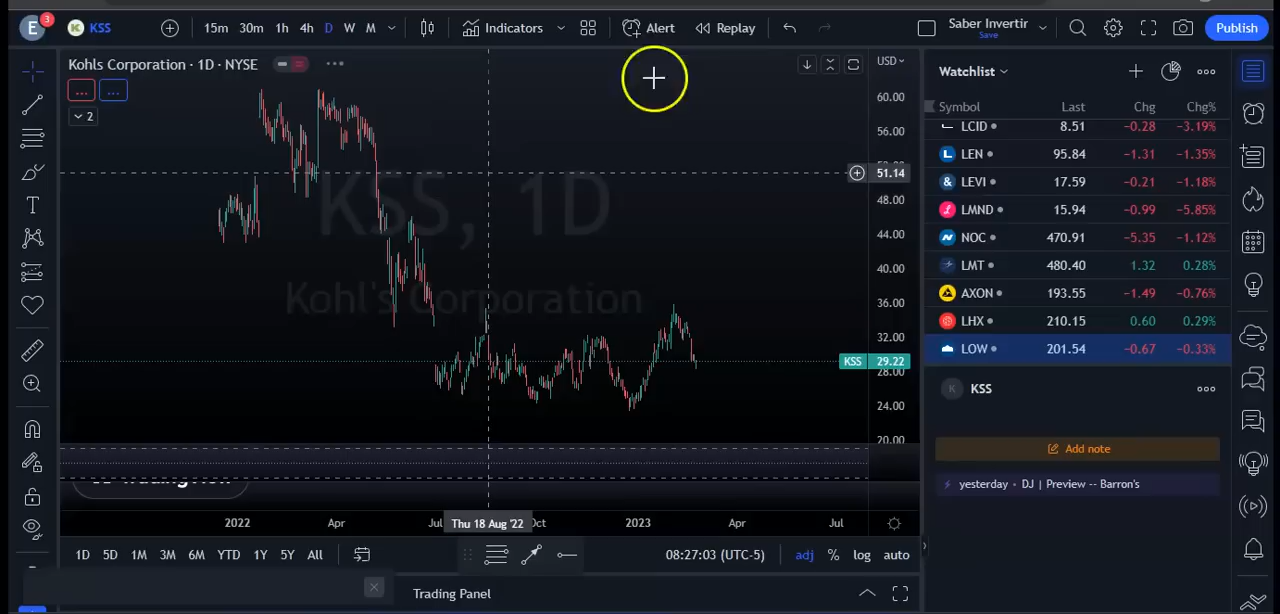 E 3 KSS 15m 30m 1h 4h D W M Indicators Alert Replay Saber Invertir Save Publish
Kohls Corporation · 1D · NYSE
... ...
2
USD
60.00
56.00
51.14
48.00
44.00
40.00
36.00
32.00
KSS 29.22
28.00
24.00
20.00
KSS, 1D
Kohl's Corporation
2022 Apr Jul Thu 18 Aug '22 Oct 2023 Apr Jul
1D 5D 1M 3M 6M YTD 1Y 5Y All 08:27:03 (UTC-5) adj % log auto
Trading Panel
Watchlist
Symbol Last Chg Chg%
LCID 8.51 −0.28 −3.19%
LEN 95.84 −1.31 −1.35%
LEVI 17.59 −0.21 −1.18%
LMND 15.94 −0.99 −5.85%
NOC 470.91 −5.35 −1.12%
LMT 480.40 1.32 0.28%
AXON 193.55 −1.49 −0.76%
LHX 210.15 0.60 0.29%
LOW 201.54 −0.67 −0.33%
K KSS
Add note
yesterday • DJ | Preview -- Barron's